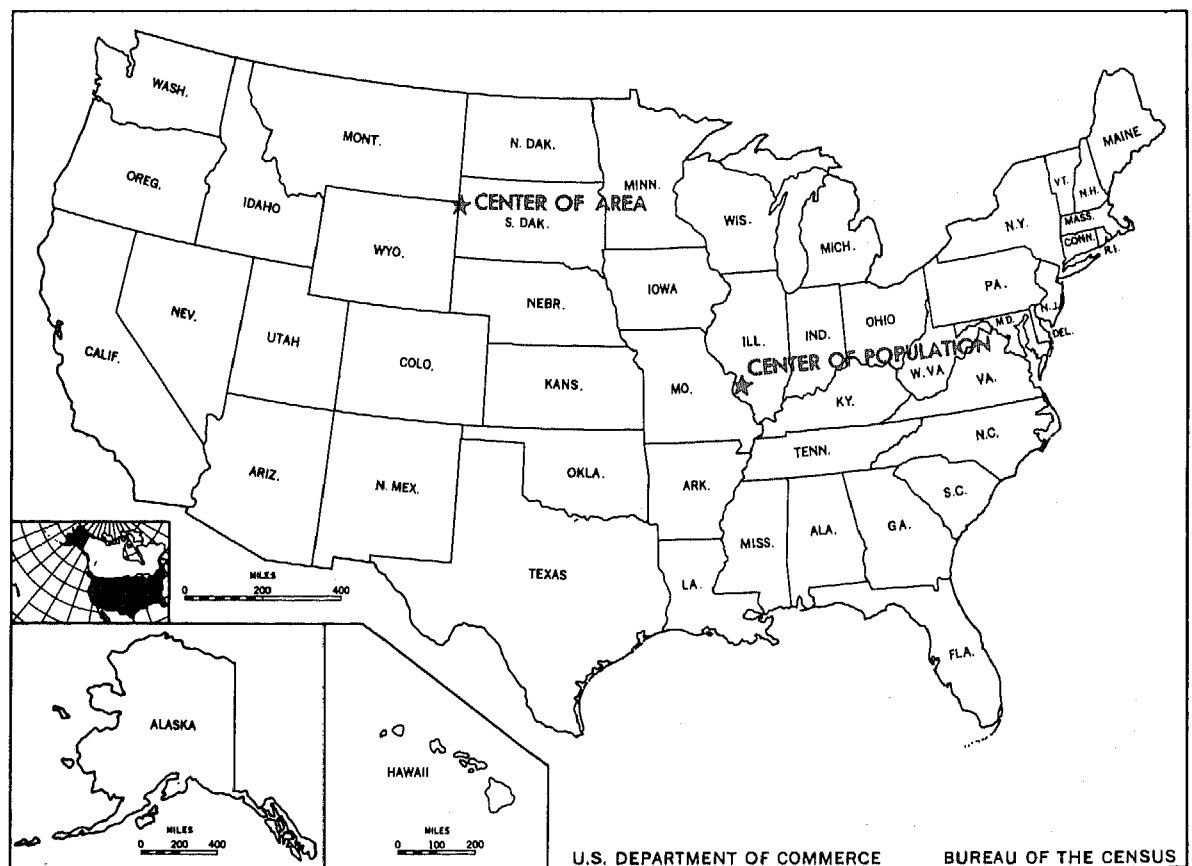 WASH.
MONT.
N. DAK.
MINN.
MAINE
OREG.
IDAHO
CENTER OF AREA
S. DAK.
WYO.
WIS.
MICH.
VT.
N.H.
N.Y.
MASS.
CONN.
R.I.
NEV.
UTAH
CALIF.
COLO.
NEBR.
IOWA
KANS.
MO.
ILL.
IND.
OHIO
PA.
N.J.
MD.
DEL.
CENTER OF POPULATION
W.VA
VA.
KY.
N.C.
TENN.
S.C.
ARIZ.
N. MEX.
OKLA.
ARK.
MISS.
ALA.
GA.
TEXAS
LA.
FLA.
MILES
0 200 400
ALASKA
MILES
0 200 400
HAWAII
MILES
0 100 200
U.S. DEPARTMENT OF COMMERCE BUREAU OF THE CENSUS